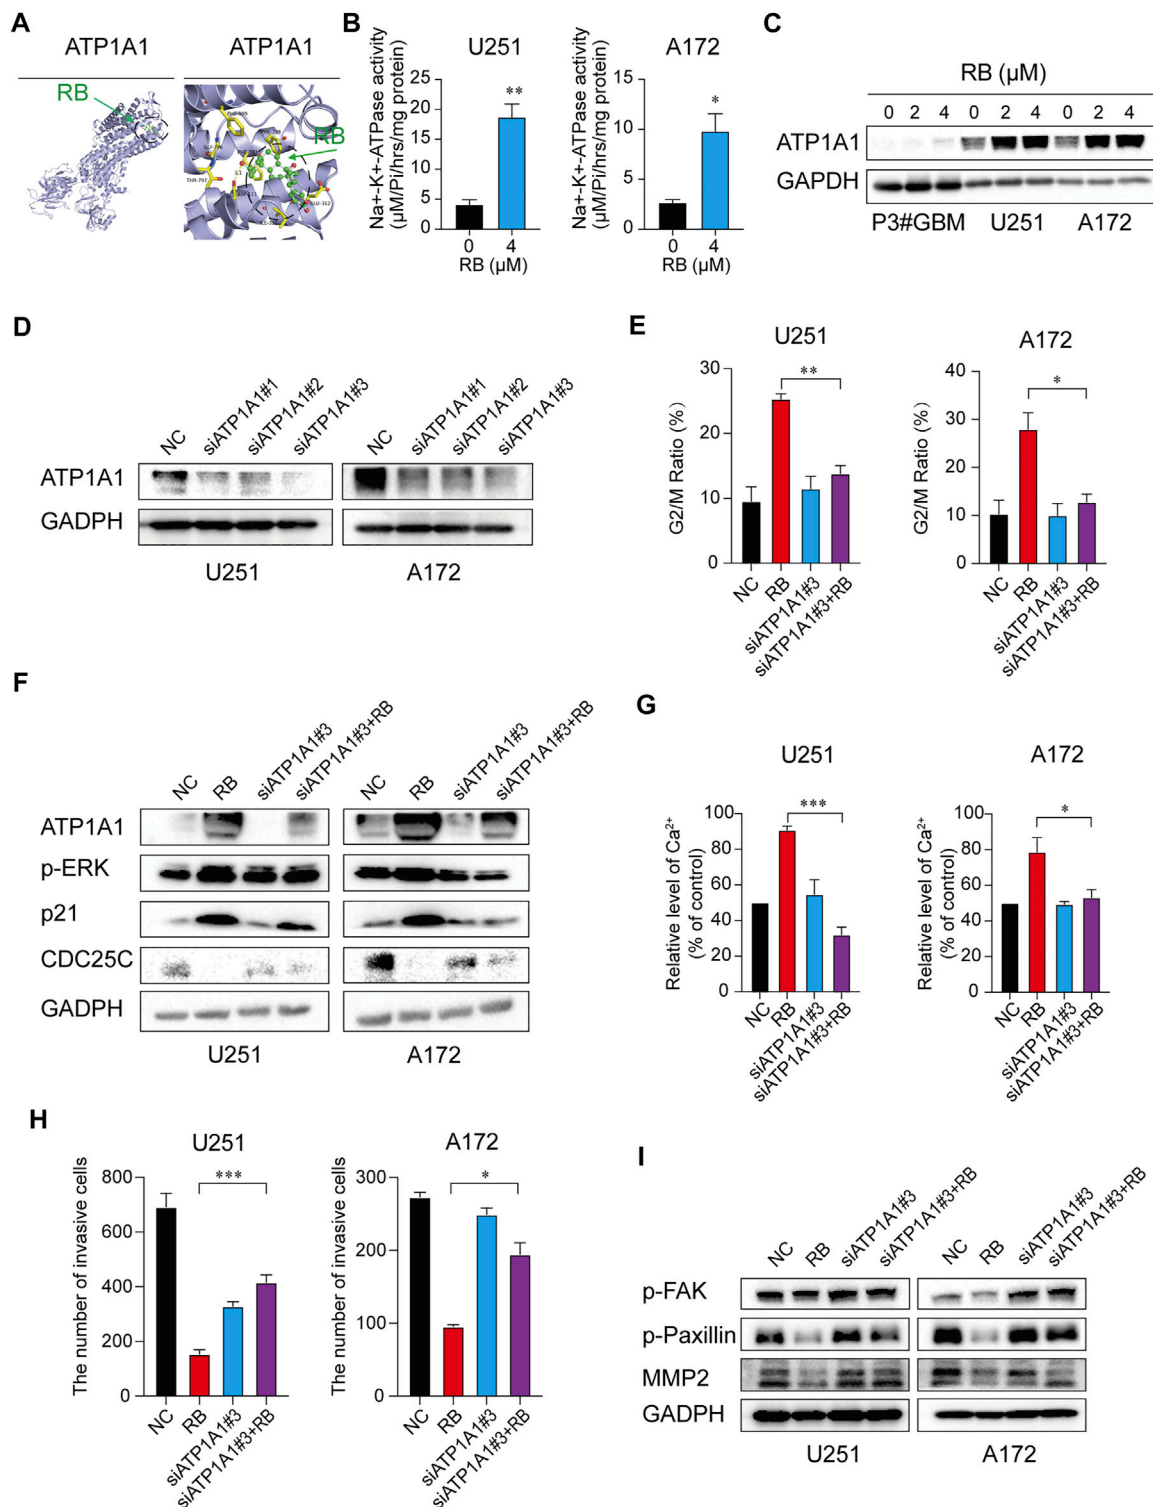 A
ATP1A1
ATP1A1
RB
RB
THR-797
GLU-312
B
U251
Na+-K+-ATPase activity
(μM/Pi/hrs/mg protein)
25
20
15
10
5
0
**
0
4
RB (μM)
A172
Na+-K+-ATPase activity
(μM/Pi/hrs/mg protein)
15
10
5
0
*
0
4
RB (μM)
C
RB (μM)
0 2 4 0 2 4 0 2 4
ATP1A1
GAPDH
P3#GBM U251 A172
D
NC siATP1A1#1 siATP1A1#2 siATP1A1#3
NC siATP1A1#1 siATP1A1#2 siATP1A1#3
ATP1A1
GADPH
U251 A172
E
U251
G2/M Ratio (%)
30
20
10
0
**
NC RB siATP1A1#3 siATP1A1#3+RB
A172
G2/M Ratio (%)
40
30
20
10
0
*
NC RB siATP1A1#3 siATP1A1#3+RB
F
NC RB siATP1A1#3 siATP1A1#3+RB
NC RB siATP1A1#3 siATP1A1#3+RB
ATP1A1
p-ERK
p21
CDC25C
GADPH
U251 A172
G
U251
Relative level of Ca²⁺
(% of control)
100
80
60
40
20
0
***
NC RB siATP1A1#3 siATP1A1#3+RB
A172
Relative level of Ca²⁺
(% of control)
100
80
60
40
20
0
*
NC RB siATP1A1#3 siATP1A1#3+RB
H
U251
The number of invasive cells
800
600
400
200
0
***
NC RB siATP1A1#3 siATP1A1#3+RB
A172
The number of invasive cells
300
200
100
0
*
NC RB siATP1A1#3 siATP1A1#3+RB
I
NC RB siATP1A1#3 siATP1A1#3+RB
NC RB siATP1A1#3 siATP1A1#3+RB
p-FAK
p-Paxillin
MMP2
GADPH
U251 A172